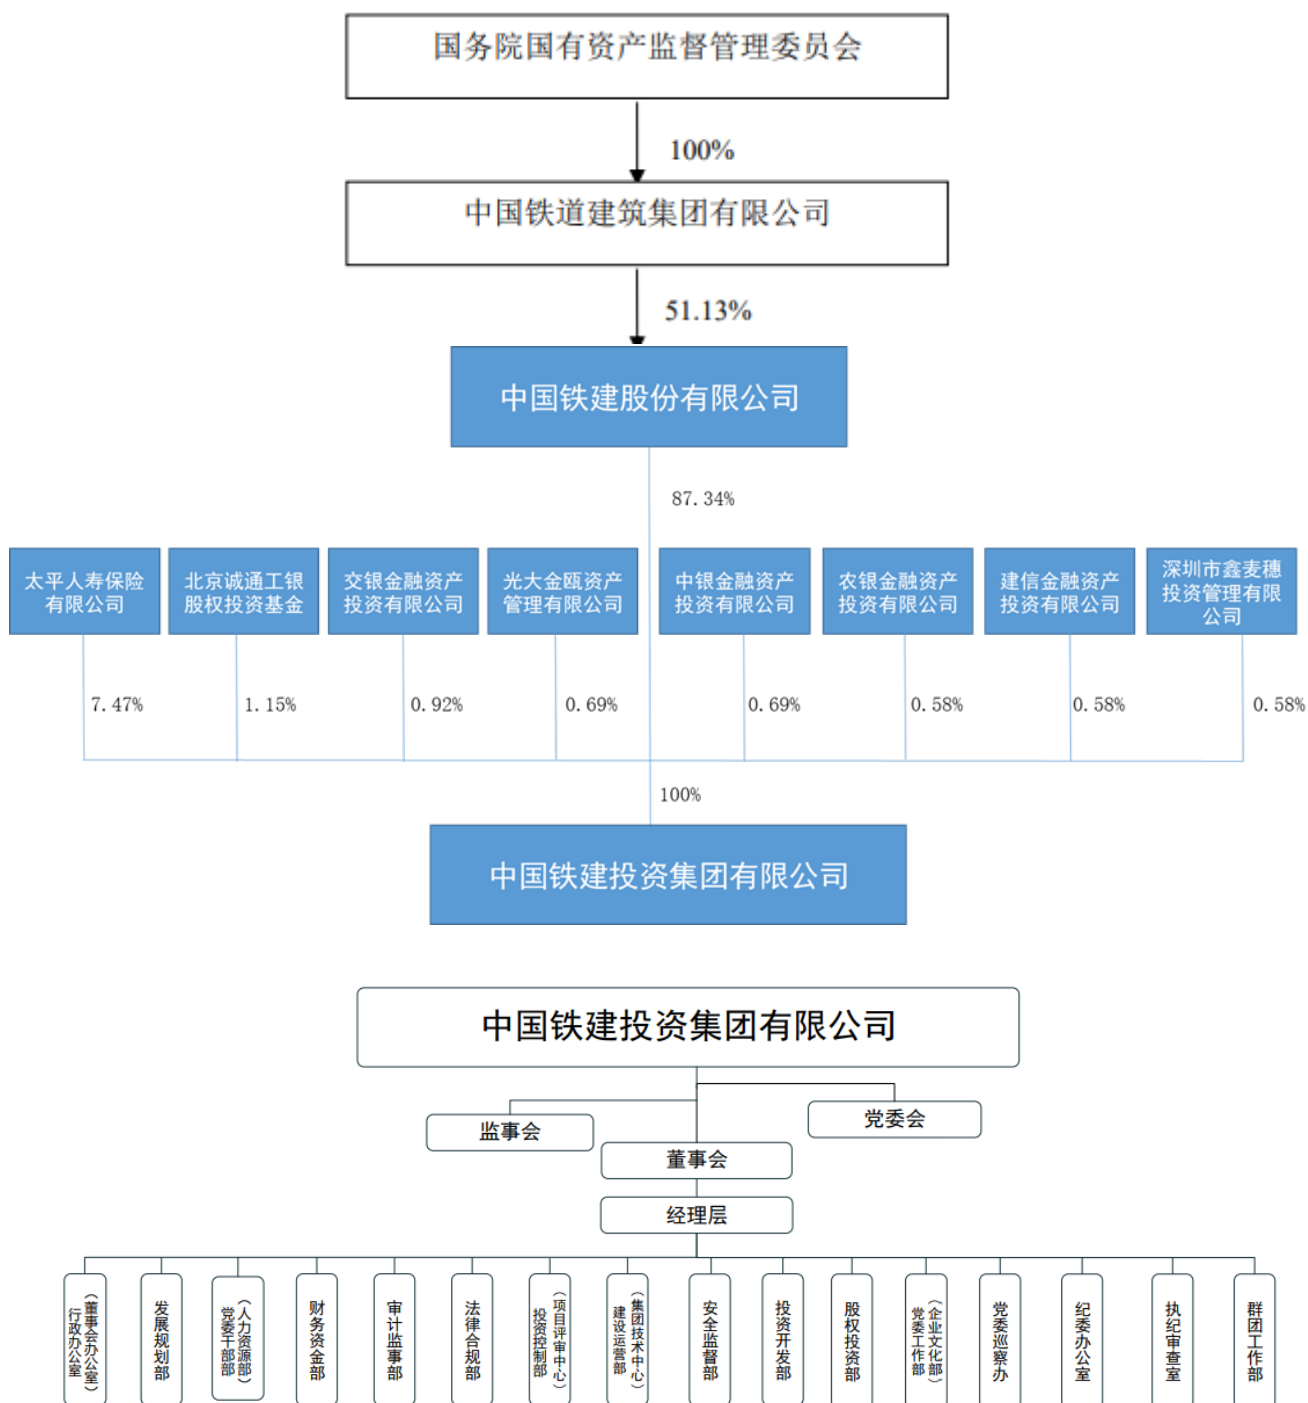 国务院国有资产监督管理委员会
100%
中国铁道建筑集团有限公司
51.13%
中国铁建股份有限公司
87.34%
太平人寿保险
有限公司
北京诚通工银
股权投资基金
交银金融资产
投资有限公司
光大金瓯资产
管理有限公司
中银金融资产
投资有限公司
农银金融资产
投资有限公司
建信金融资产
投资有限公司
深圳市鑫麦穗
投资管理有限
公司
7.47%
1.15%
0.92%
0.69%
0.69%
0.58%
0.58%
0.58%
100%
中国铁建投资集团有限公司
中国铁建投资集团有限公司
监事会
党委会
董事会
经理层
行政办公室
（董事会办公室）
发展规划部
党委干部部
（人力资源部）
财务资金部
审计监事部
法律合规部
投资控制部
（项目评审中心）
建设运营部
（集团技术中心）
安全监督部
投资开发部
股权投资部
党委工作部
（企业文化部）
党委巡察办
纪委办公室
执纪审查室
群团工作部